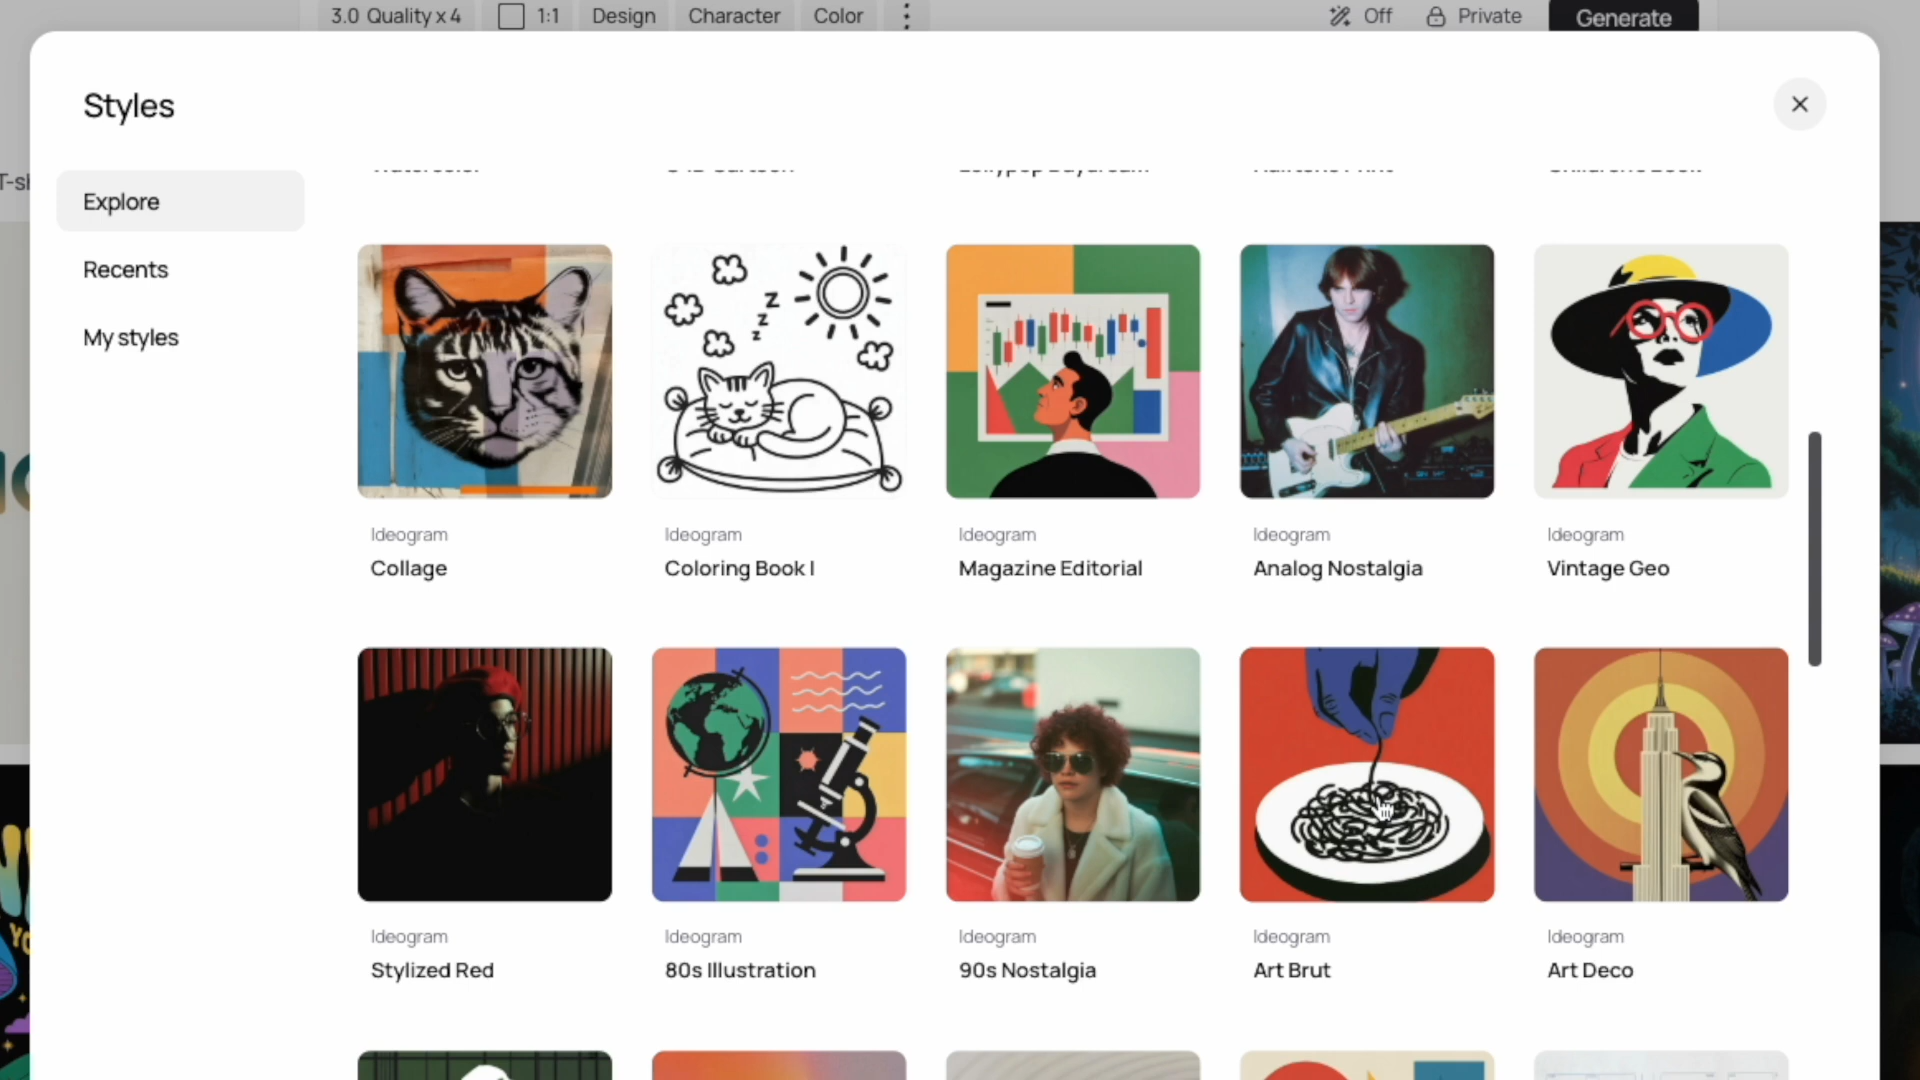 3.0 Quality x 4
1:1
Design
Character
Color
Off
Private
Generate
Styles
Explore
Recents
My styles
Ideogram
Collage
Ideogram
Coloring Book I
Ideogram
Magazine Editorial
Ideogram
Analog Nostalgia
Ideogram
Vintage Geo
Ideogram
Stylized Red
Ideogram
80s Illustration
Ideogram
90s Nostalgia
Ideogram
Art Brut
Ideogram
Art Deco
z
z
z
z